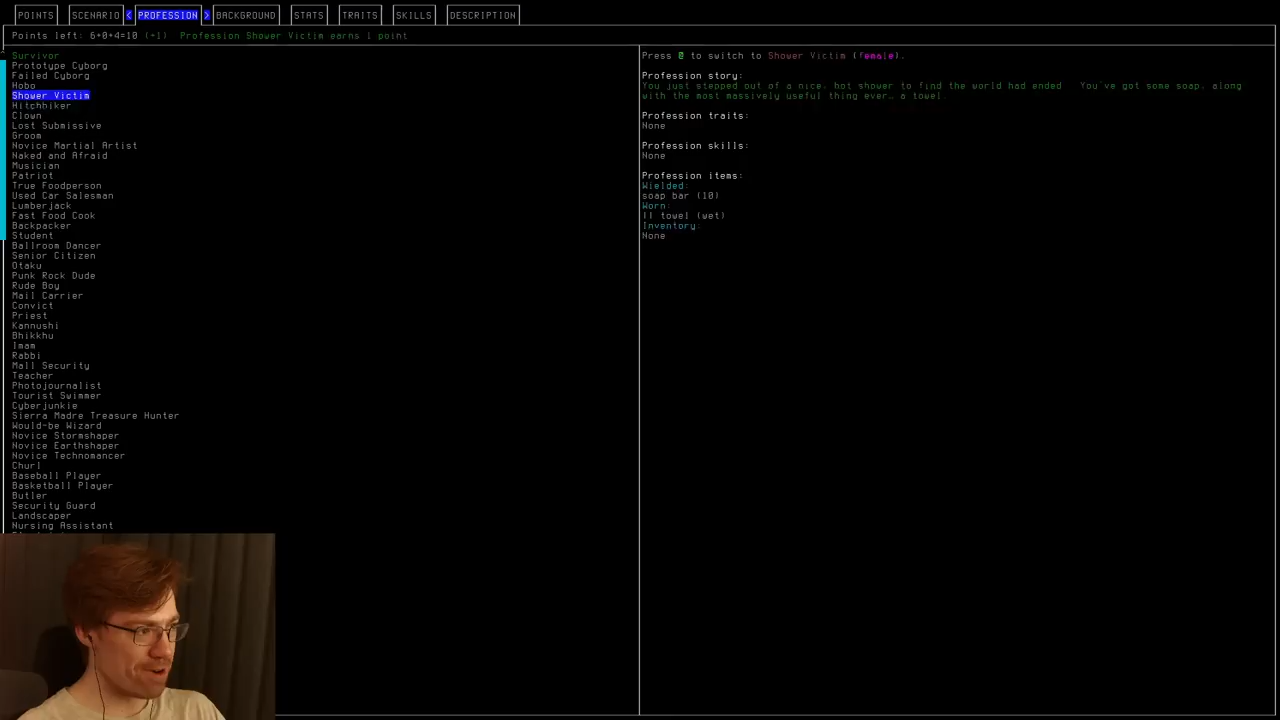 POINTS SCENARIO < PROFESSION > BACKGROUND STATS TRAITS SKILLS DESCRIPTION
Points left: 6+0+4=10 (+1) Profession Shower Victim earns 1 point
Survivor
Prototype Cyborg
Failed Cyborg
Hobo
Shower Victim
Hitchhiker
Clown
Lost Submissive
Groom
Novice Martial Artist
Naked and Afraid
Musician
Patriot
True Foodperson
Used Car Salesman
Lumberjack
Fast Food Cook
Backpacker
Student
Ballroom Dancer
Senior Citizen
Otaku
Punk Rock Dude
Rude Boy
Mail Carrier
Convict
Priest
Kannushi
Bhikkhu
Imam
Rabbi
Mall Security
Teacher
Photojournalist
Tourist Swimmer
Cyberjunkie
Sierra Madre Treasure Hunter
Would-be Wizard
Novice Stormshaper
Novice Earthshaper
Novice Technomancer
Churl
Baseball Player
Basketball Player
Butler
Security Guard
Landscaper
Nursing Assistant
Press @ to switch to Shower Victim (female).
Profession story:
You just stepped out of a nice, hot shower to find the world had ended. You've got some soap, along
with the most massively useful thing ever… a towel.
Profession traits:
None
Profession skills:
None
Profession items:
Wielded:
soap bar (10)
Worn:
|| towel (wet)
Inventory:
None